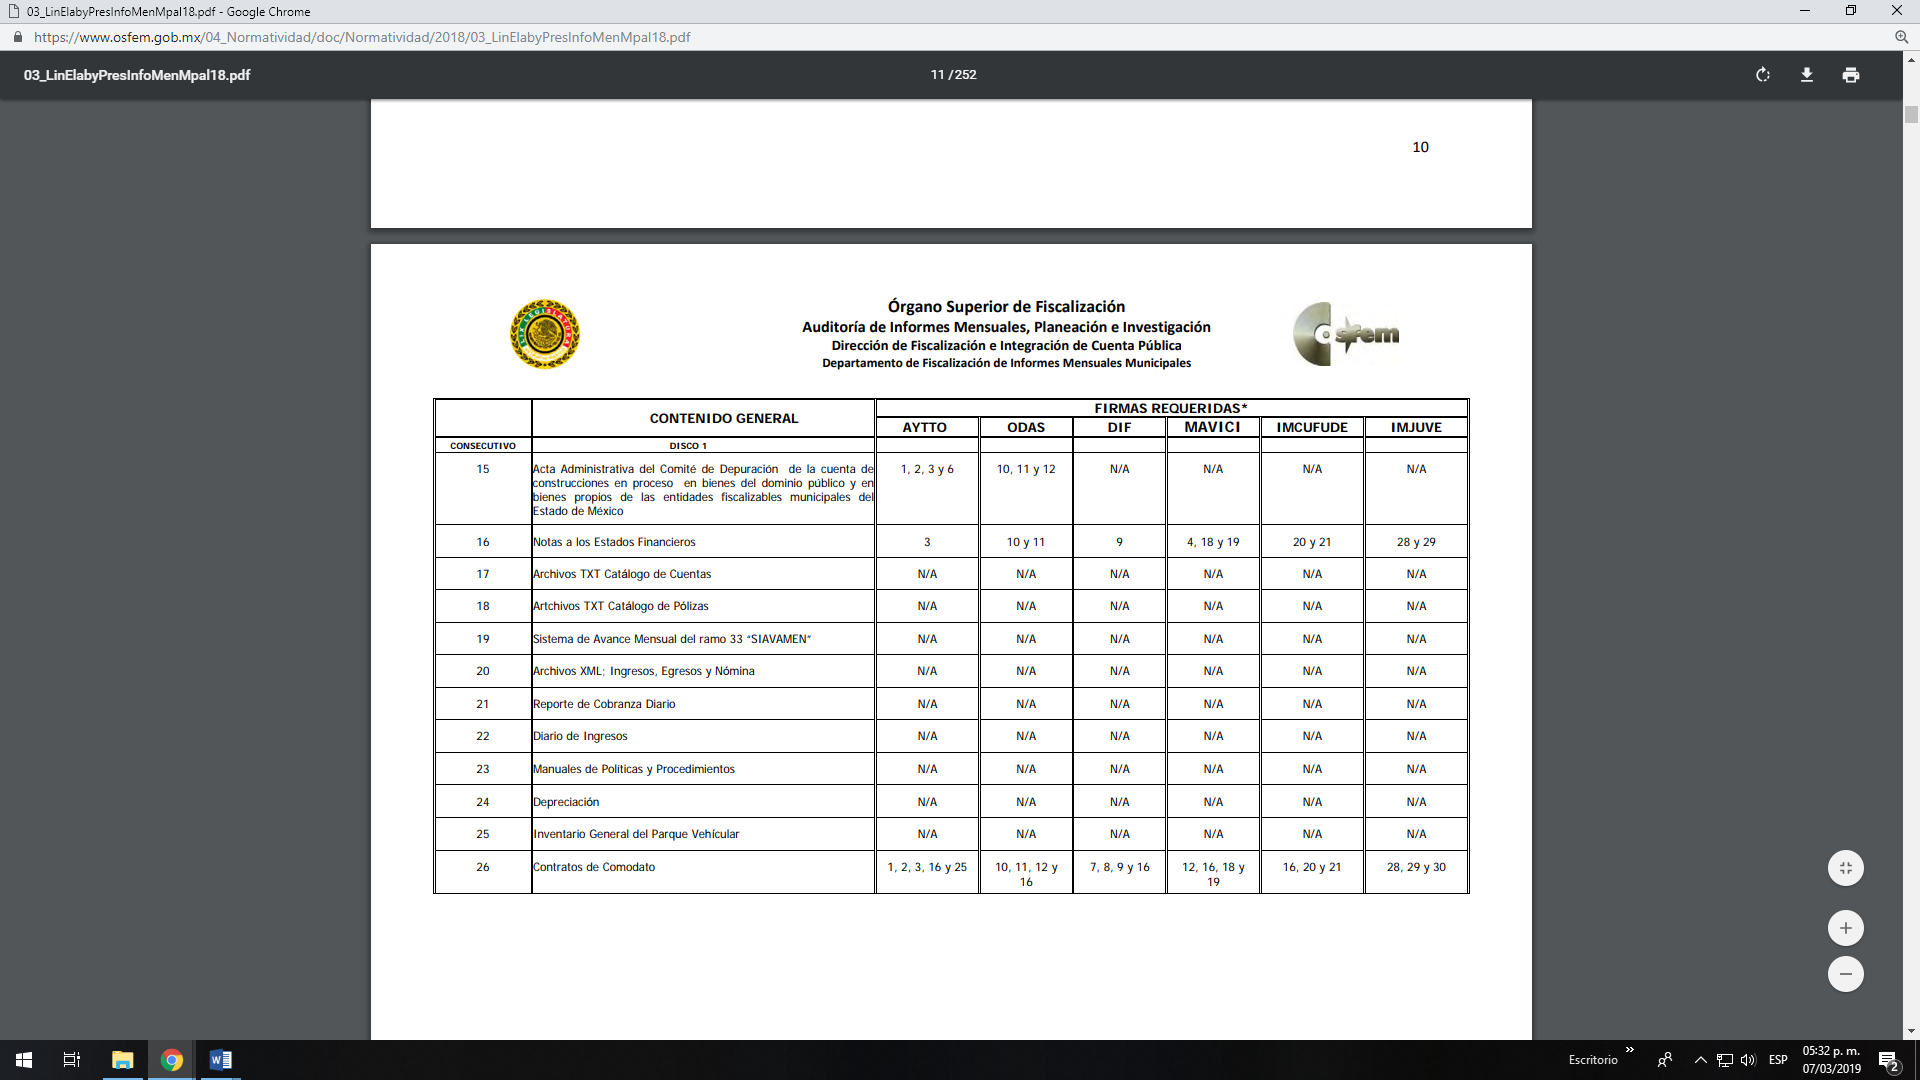 03_LinElabyPresInfoMenMpal18.pdf - Google Chrome
https://www.osfem.gob.mx/04_Normatividad/doc/Normatividad/2018/03_LinElabyPresInfoMenMpal18.pdf
03_LinElabyPresInfoMenMpal18.pdf
11 / 252
10
Órgano Superior de Fiscalización
Auditoría de Informes Mensuales, Planeación e Investigación
Dirección de Fiscalización e Integración de Cuenta Pública
Departamento de Fiscalización de Informes Mensuales Municipales
sfem
CONTENIDO GENERAL
FIRMAS REQUERIDAS*
AYTTO ODAS DIF MAVICI IMCUFUDE IMJUVE
CONSECUTIVO DISCO 1
15 Acta Administrativa del Comité de Depuración de la cuenta de 1, 2, 3 y 6 10, 11 y 12 N/A N/A N/A N/A
construcciones en proceso en bienes del dominio público y en
bienes propios de las entidades fiscalizables municipales del
Estado de México
16 Notas a los Estados Financieros 3 10 y 11 9 4, 18 y 19 20 y 21 28 y 29
17 Archivos TXT Catálogo de Cuentas N/A N/A N/A N/A N/A N/A
18 Artchivos TXT Catálogo de Pólizas N/A N/A N/A N/A N/A N/A
19 Sistema de Avance Mensual del ramo 33 "SIAVAMEN" N/A N/A N/A N/A N/A N/A
20 Archivos XML; Ingresos, Egresos y Nómina N/A N/A N/A N/A N/A N/A
21 Reporte de Cobranza Diario N/A N/A N/A N/A N/A N/A
22 Diario de Ingresos N/A N/A N/A N/A N/A N/A
23 Manuales de Políticas y Procedimientos N/A N/A N/A N/A N/A N/A
24 Depreciación N/A N/A N/A N/A N/A N/A
25 Inventario General del Parque Vehícular N/A N/A N/A N/A N/A N/A
26 Contratos de Comodato 1, 2, 3, 16 y 25 10, 11, 12 y 7, 8, 9 y 16 12, 16, 18 y 16, 20 y 21 28, 29 y 30
16 19
Escritorio » ESP 05:32 p. m.
07/03/2019 2